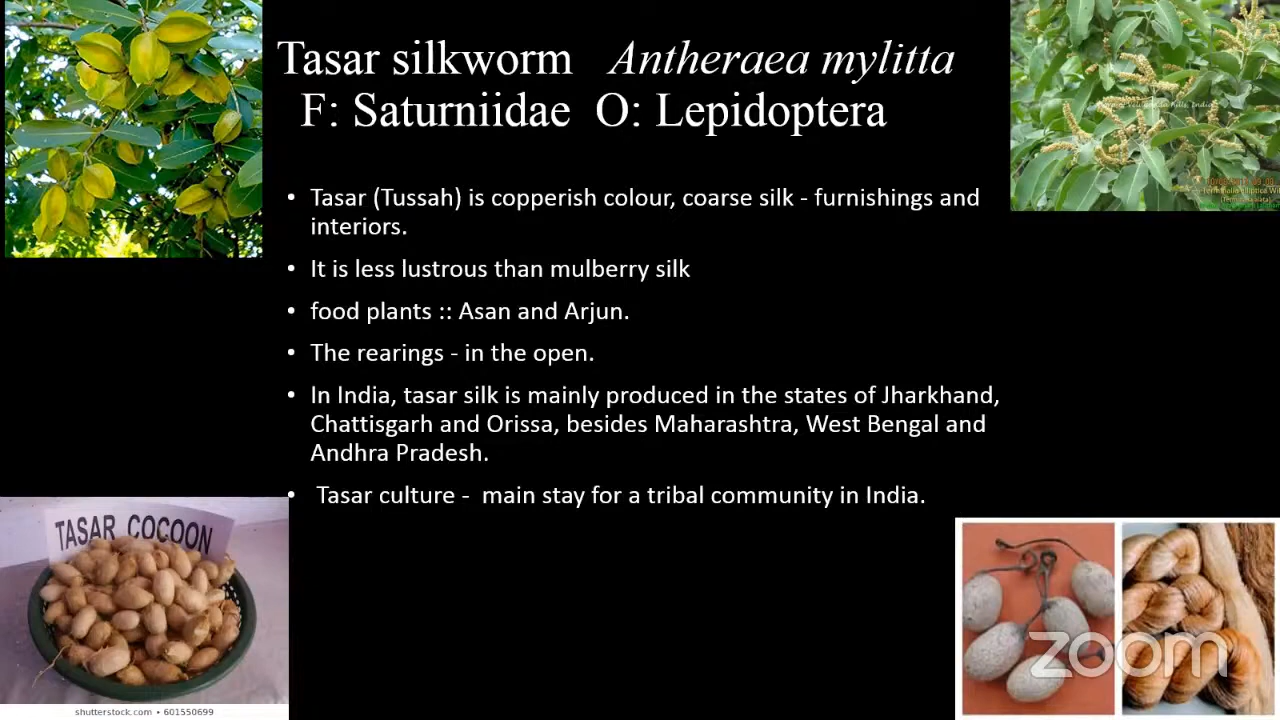 Tasar silkworm Antheraea mylitta
F: Saturniidae O: Lepidoptera
• Tasar (Tussah) is copperish colour, coarse silk - furnishings and
interiors.
• It is less lustrous than mulberry silk
• food plants :: Asan and Arjun.
• The rearings - in the open.
• In India, tasar silk is mainly produced in the states of Jharkhand,
Chattisgarh and Orissa, besides Maharashtra, West Bengal and
Andhra Pradesh.
• Tasar culture - main stay for a tribal community in India.
TASAR COCOON
shutterstock.com • 601550699
zoom